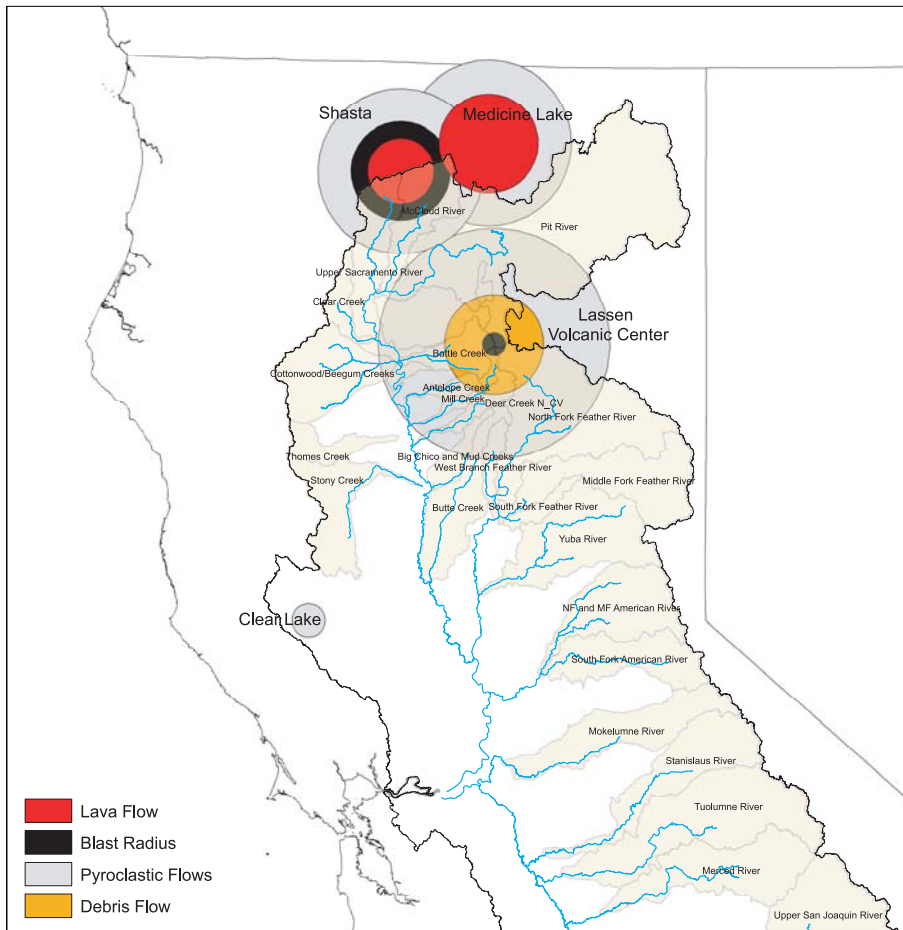 Shasta
Medicine Lake
McCloud River
Pit River
Upper Sacramento River
Clear Creek
Lassen
Volcanic Center
Battle Creek
Cottonwood/Beegum Creeks
Antelope Creek
Mill Creek
Deer Creek N_CV
North Fork Feather River
Big Chico and Mud Creeks
Thomes Creek
West Branch Feather River
Middle Fork Feather River
Stony Creek
Butte Creek
South Fork Feather River
Yuba River
NF and MF American River
Clear Lake
South Fork American River
Mokelumne River
Stanislaus River
Tuolumne River
Merced River
Upper San Joaquin River
Lava Flow
Blast Radius
Pyroclastic Flows
Debris Flow